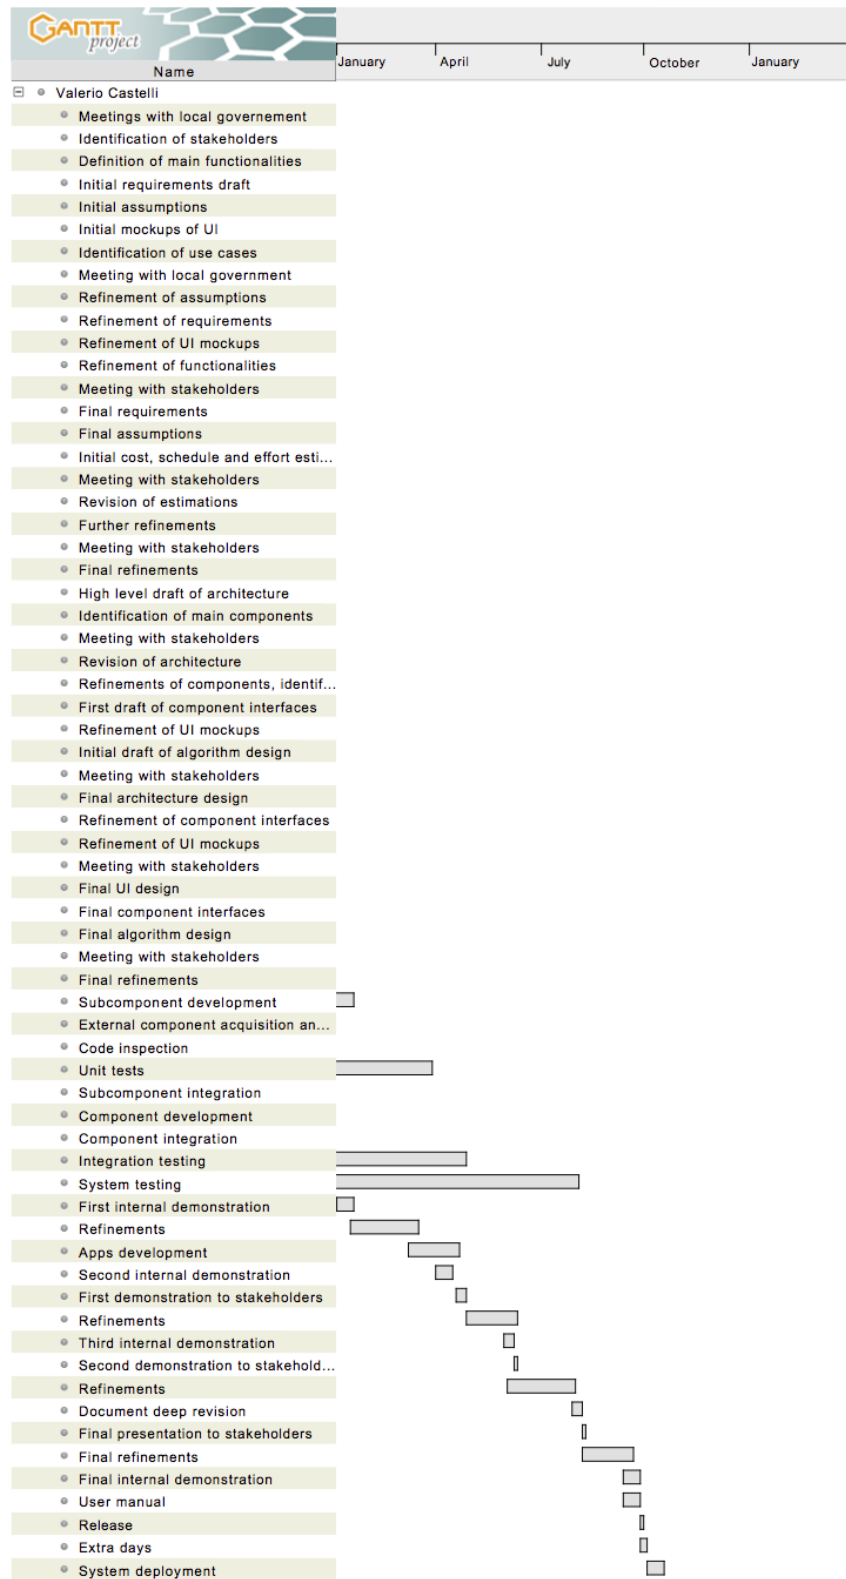 GANTT
project
Name
January April July October January
Valerio Castelli
Meetings with local governement
Identification of stakeholders
Definition of main functionalities
Initial requirements draft
Initial assumptions
Initial mockups of UI
Identification of use cases
Meeting with local government
Refinement of assumptions
Refinement of requirements
Refinement of UI mockups
Refinement of functionalities
Meeting with stakeholders
Final requirements
Final assumptions
Initial cost, schedule and effort esti...
Meeting with stakeholders
Revision of estimations
Further refinements
Meeting with stakeholders
Final refinements
High level draft of architecture
Identification of main components
Meeting with stakeholders
Revision of architecture
Refinements of components, identif...
First draft of component interfaces
Refinement of UI mockups
Initial draft of algorithm design
Meeting with stakeholders
Final architecture design
Refinement of component interfaces
Refinement of UI mockups
Meeting with stakeholders
Final UI design
Final component interfaces
Final algorithm design
Meeting with stakeholders
Final refinements
Subcomponent development
External component acquisition an...
Code inspection
Unit tests
Subcomponent integration
Component development
Component integration
Integration testing
System testing
First internal demonstration
Refinements
Apps development
Second internal demonstration
First demonstration to stakeholders
Refinements
Third internal demonstration
Second demonstration to stakehold...
Refinements
Document deep revision
Final presentation to stakeholders
Final refinements
Final internal demonstration
User manual
Release
Extra days
System deployment